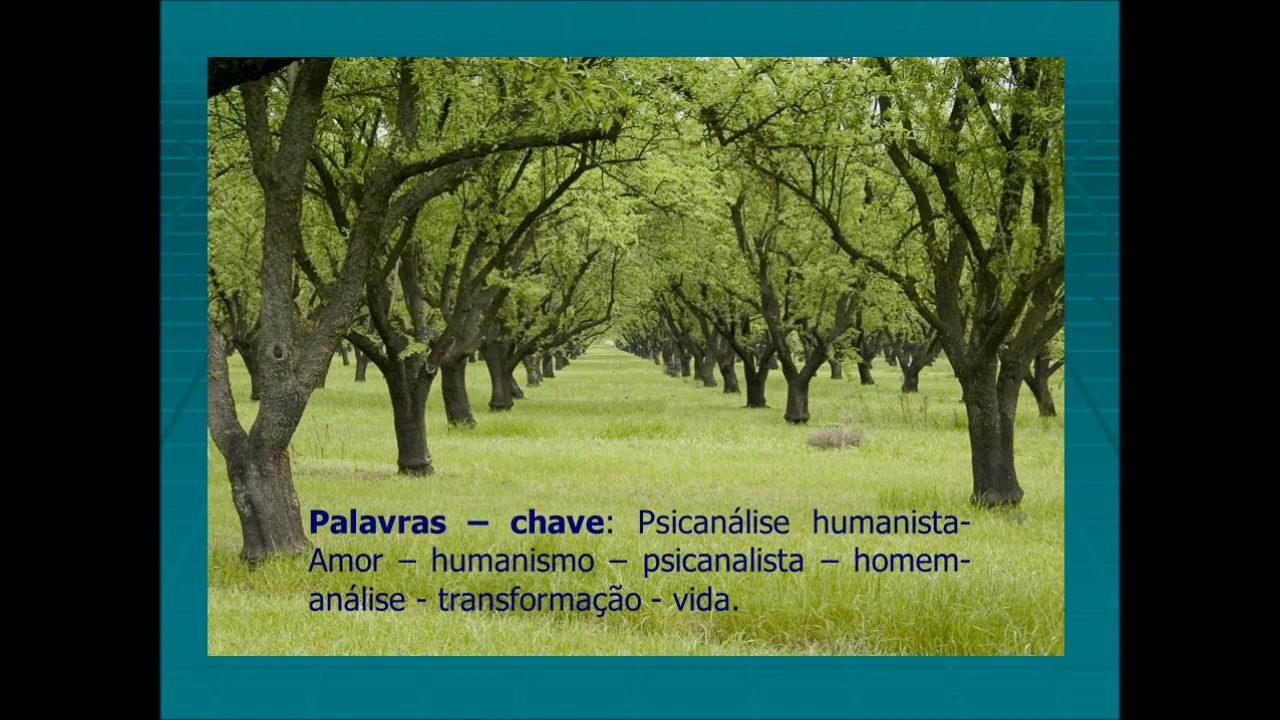 Palavras – chave: Psicanálise humanista-
Amor – humanismo – psicanalista – homem-
análise - transformação - vida.